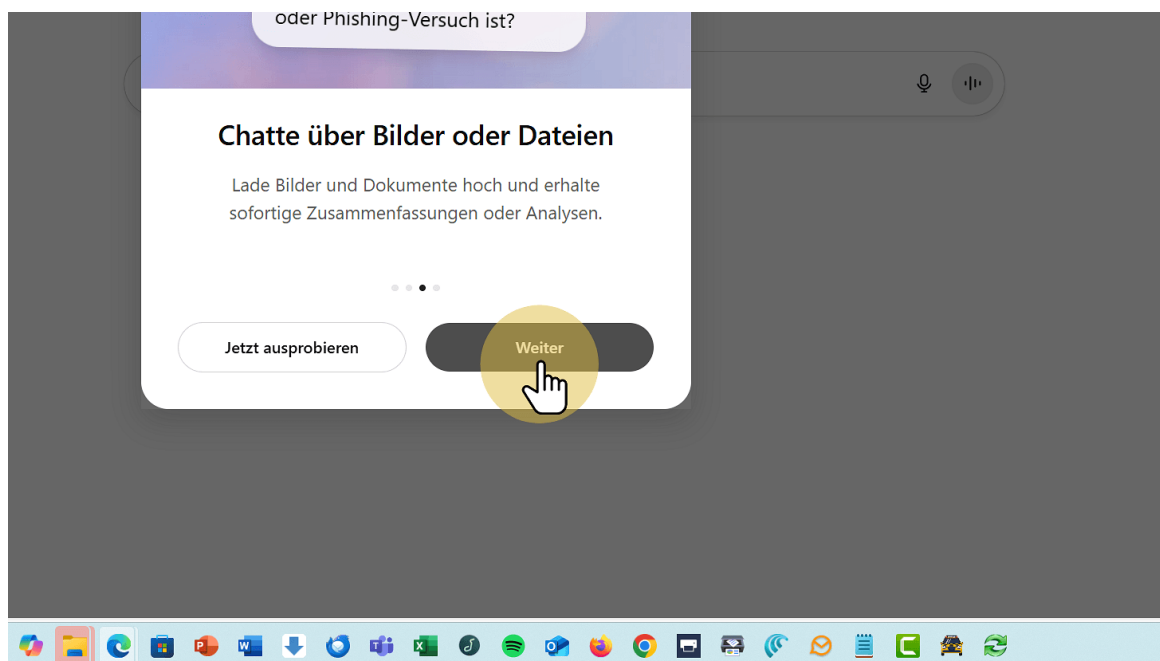 oder Phishing-Versuch ist?
Chatte über Bilder oder Dateien
Lade Bilder und Dokumente hoch und erhalte
sofortige Zusammenfassungen oder Analysen.
Jetzt ausprobieren
Weiter